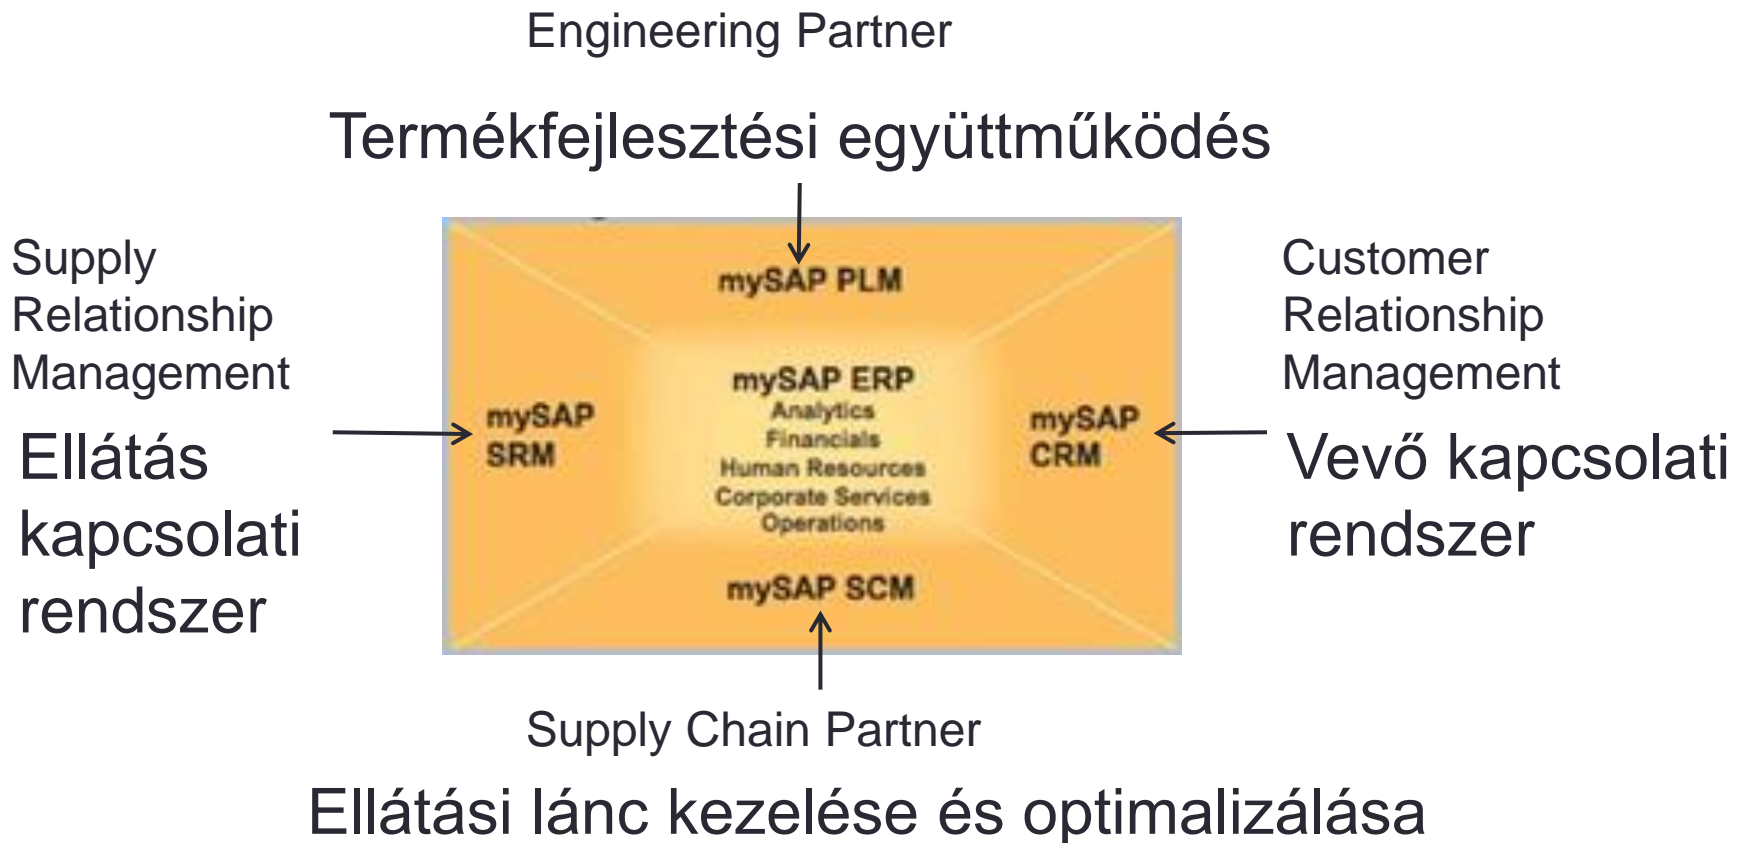 Engineering Partner
Termékfejlesztési együttműködés
Supply
Relationship
Management
Ellátás
kapcsolati
rendszer
mySAP PLM
mySAP
SRM
mySAP ERP
Analytics
Financials
Human Resources
Corporate Services
Operations
mySAP
CRM
mySAP SCM
Customer
Relationship
Management
Vevő kapcsolati
rendszer
Supply Chain Partner
Ellátási lánc kezelése és optimalizálása